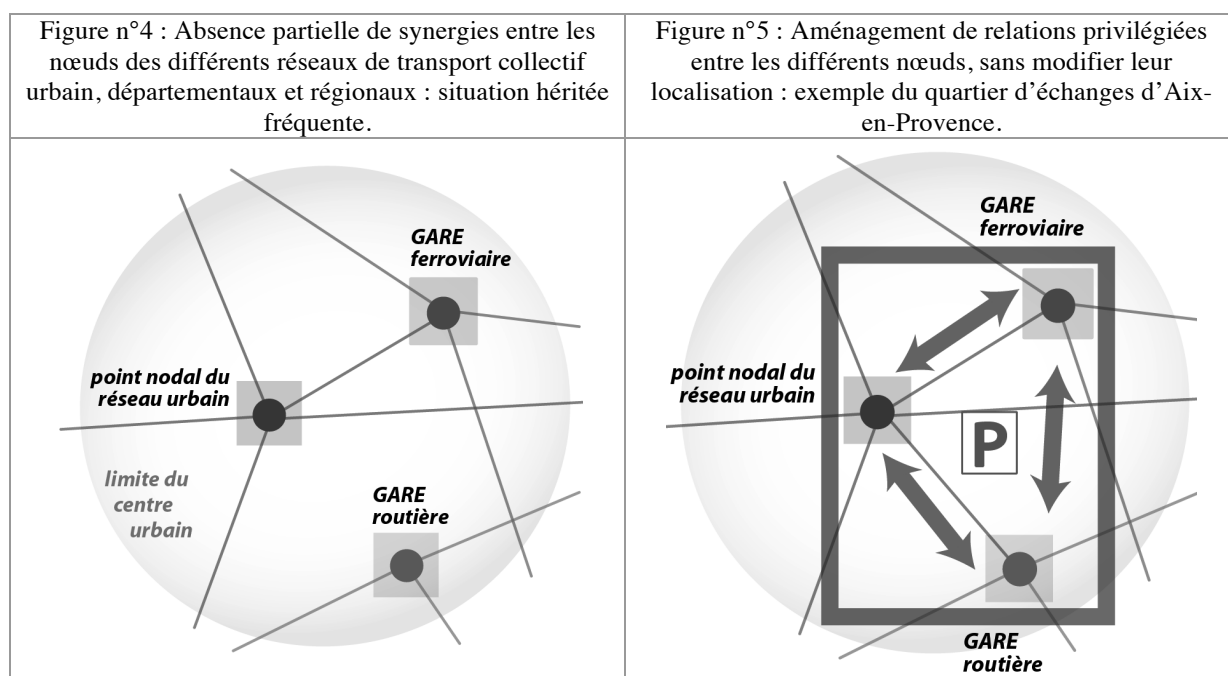 Figure n°4 : Absence partielle de synergies entre les
nœuds des différents réseaux de transport collectif
urbain, départementaux et régionaux : situation héritée
fréquente.
Figure n°5 : Aménagement de relations privilégiées
entre les différents nœuds, sans modifier leur
localisation : exemple du quartier d'échanges d'Aix-
en-Provence.
GARE
ferroviaire
point nodal du
réseau urbain
limite du
centre
urbain
GARE
routière
GARE
ferroviaire
point nodal du
réseau urbain
P
GARE
routière